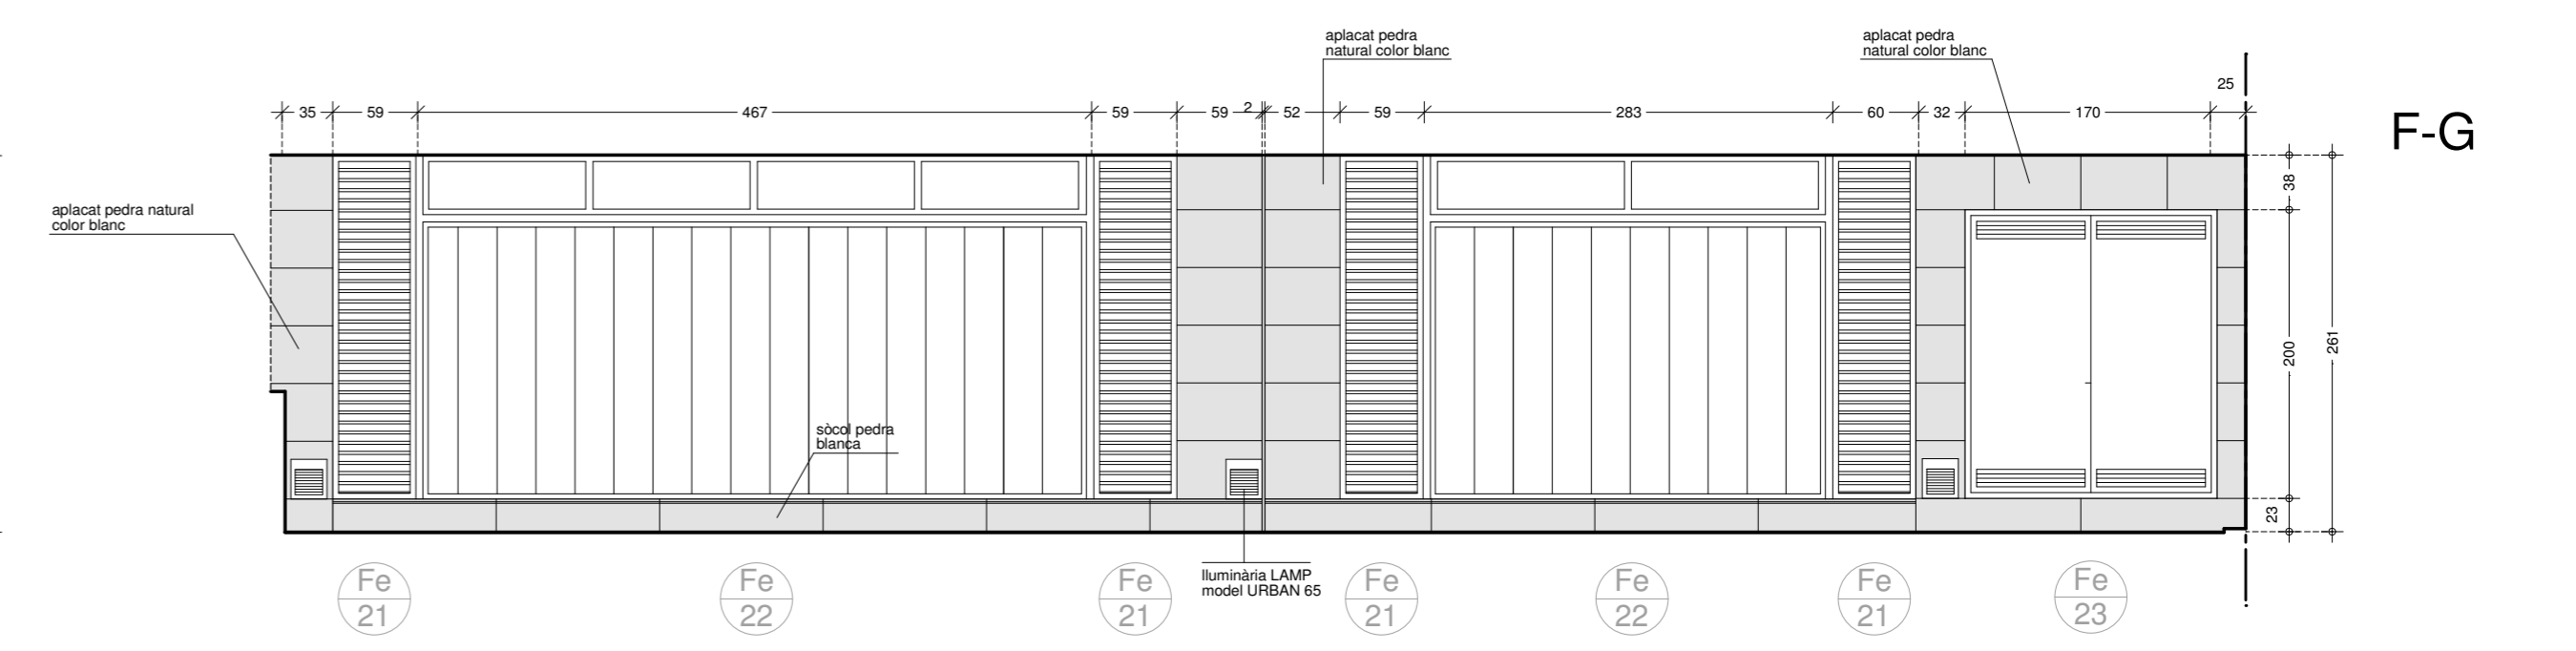 aplacat pedra
natural color blanc
aplacat pedra
natural color blanc
25
35
59
467
59
59
2
52
59
283
60
32
170
F-G
38
aplacat pedra natural
color blanc
200
261
sòcol pedra
blanca
23
Fe
21
Fe
22
Fe
21
lluminària LAMP
model URBAN 65
Fe
21
Fe
22
Fe
21
Fe
23